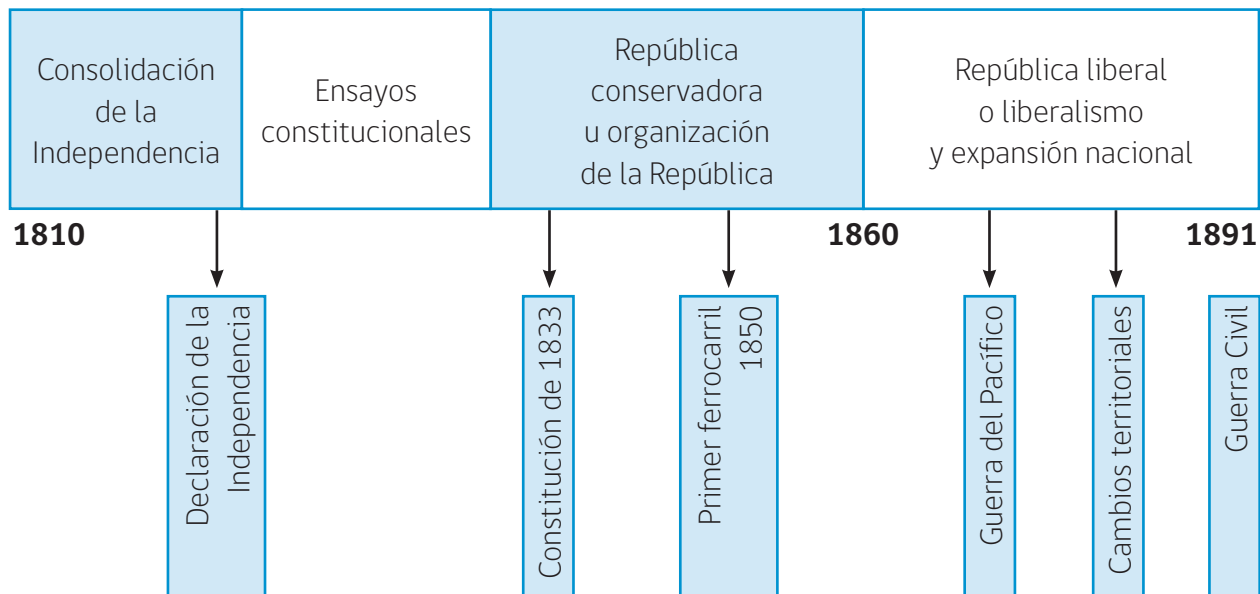 Consolidación
de la
Independencia
Ensayos
constitucionales
República
conservadora
u organización
de la República
República liberal
o liberalismo
y expansión nacional
1810
1860
1891
Declaración de la
Independencia
Constitución de 1833
Primer ferrocarril
1850
Guerra del Pacífico
Cambios territoriales
Guerra Civil